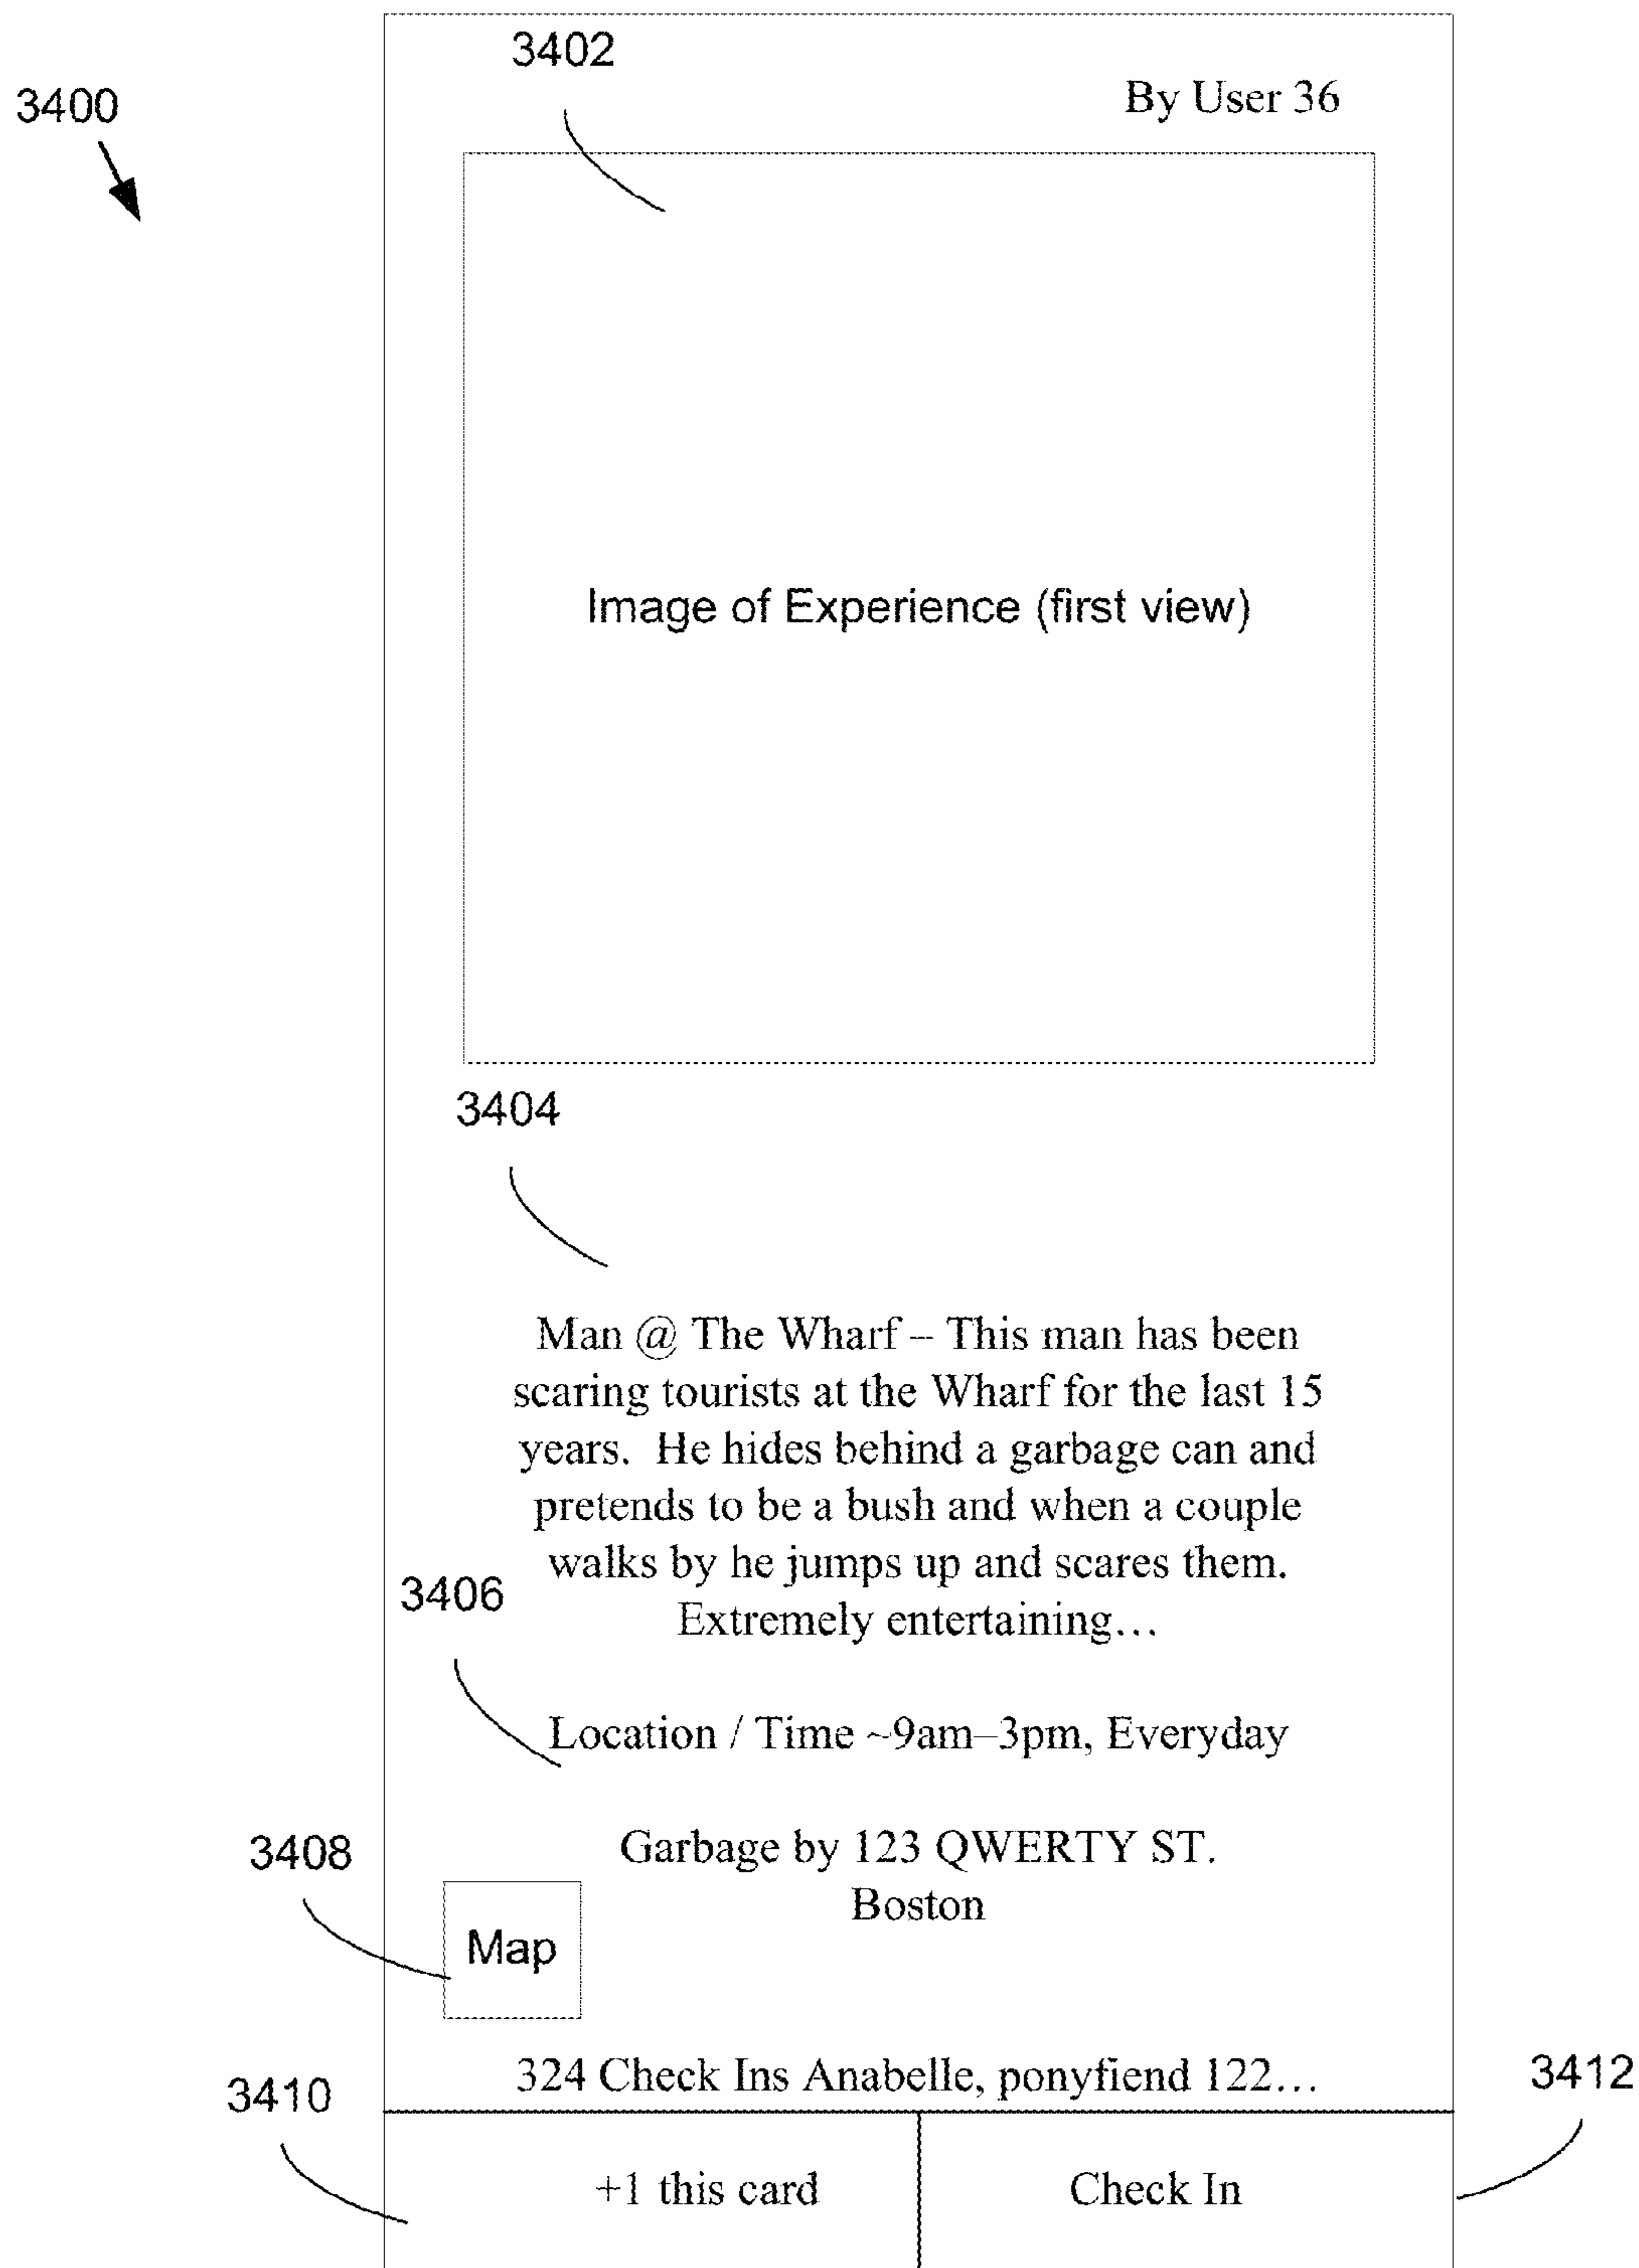 3402
By User 36
3400
Image of Experience (first view)
3404
Man @ The Wharf – This man has been
scaring tourists at the Wharf for the last 15
years.  He hides behind a garbage can and
pretends to be a bush and when a couple
walks by he jumps up and scares them.
3406
Extremely entertaining...
Location / Time ~9am–3pm, Everyday
3408
Garbage by 123 QWERTY ST.
Boston
Map
324 Check Ins Anabelle, ponyfiend 122...
3410
3412
+1 this card
Check In